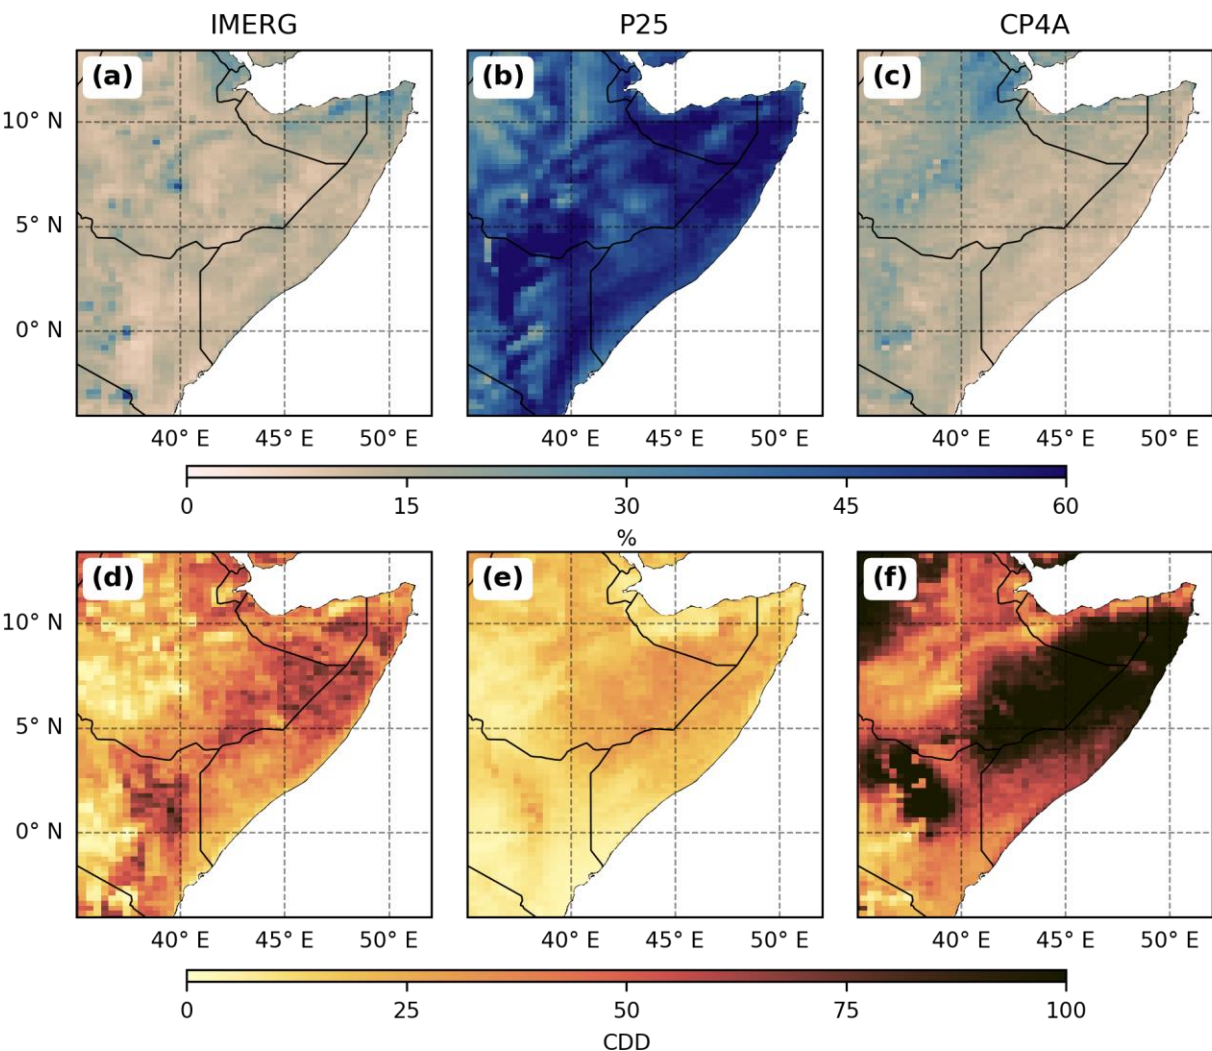 IMERG P25 CP4A
(a) (b) (c)
10° N
5° N
0° N
40° E 45° E 50° E 40° E 45° E 50° E 40° E 45° E 50° E
0 15 30 45 60
%
(d) (e) (f)
10° N
5° N
0° N
40° E 45° E 50° E 40° E 45° E 50° E 40° E 45° E 50° E
0 25 50 75 100
CDD